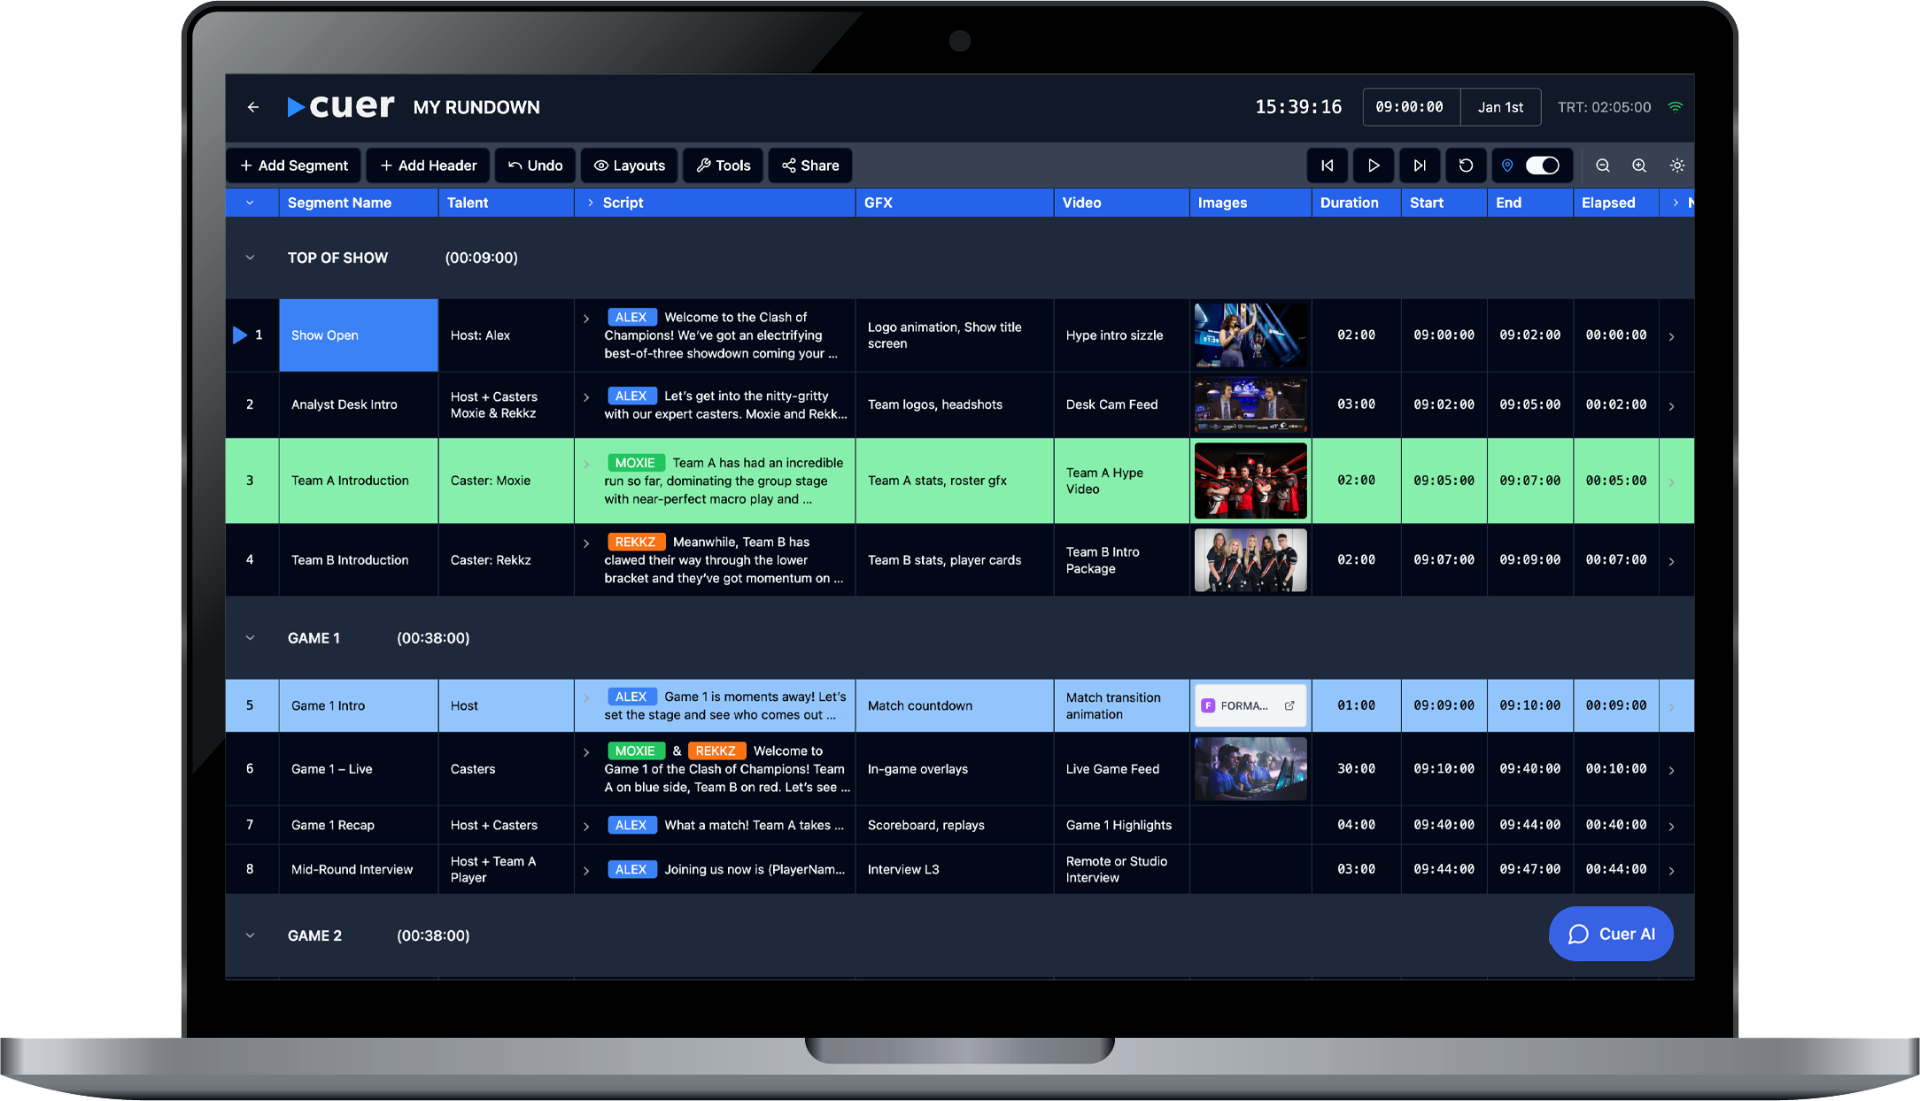 cuer MY RUNDOWN 15:39:16 09:00:00 Jan 1st TRT: 02:05:00
+ Add Segment + Add Header Undo Layouts Tools Share
Segment Name Talent Script GFX Video Images Duration Start End Elapsed
TOP OF SHOW (00:09:00)
1 Show Open Host: Alex
ALEX Welcome to the Clash of
Champions! We've got an electrifying
best-of-three showdown coming your ...
Logo animation, Show title
screen
Hype intro sizzle 02:00 09:00:00 09:02:00 00:00:00
2 Analyst Desk Intro
Host + Casters
Moxie & Rekkz
ALEX Let's get into the nitty-gritty
with our expert casters. Moxie and Rekk...
Team logos, headshots Desk Cam Feed 03:00 09:02:00 09:05:00 00:02:00
3 Team A Introduction Caster: Moxie
MOXIE Team A has had an incredible
run so far, dominating the group stage
with near-perfect macro play and ...
Team A stats, roster gfx
Team A Hype
Video
02:00 09:05:00 09:07:00 00:05:00
4 Team B Introduction Caster: Rekkz
REKKZ Meanwhile, Team B has
clawed their way through the lower
bracket and they've got momentum on ...
Team B stats, player cards
Team B Intro
Package
02:00 09:07:00 09:09:00 00:07:00
GAME 1 (00:38:00)
5 Game 1 Intro Host
ALEX Game 1 is moments away! Let's
set the stage and see who comes out ...
Match countdown
Match transition
animation
F FORMA... 01:00 09:09:00 09:10:00 00:09:00
6 Game 1 – Live Casters
MOXIE & REKKZ Welcome to
Game 1 of the Clash of Champions! Team
A on blue side, Team B on red. Let's see ...
In-game overlays Live Game Feed 30:00 09:10:00 09:40:00 00:10:00
7 Game 1 Recap Host + Casters ALEX What a match! Team A takes ... Scoreboard, replays Game 1 Highlights 04:00 09:40:00 09:44:00 00:40:00
8 Mid-Round Interview
Host + Team A
Player
ALEX Joining us now is (PlayerNam...
Interview L3
Remote or Studio
Interview
03:00 09:44:00 09:47:00 00:44:00
GAME 2 (00:38:00)
Cuer AI